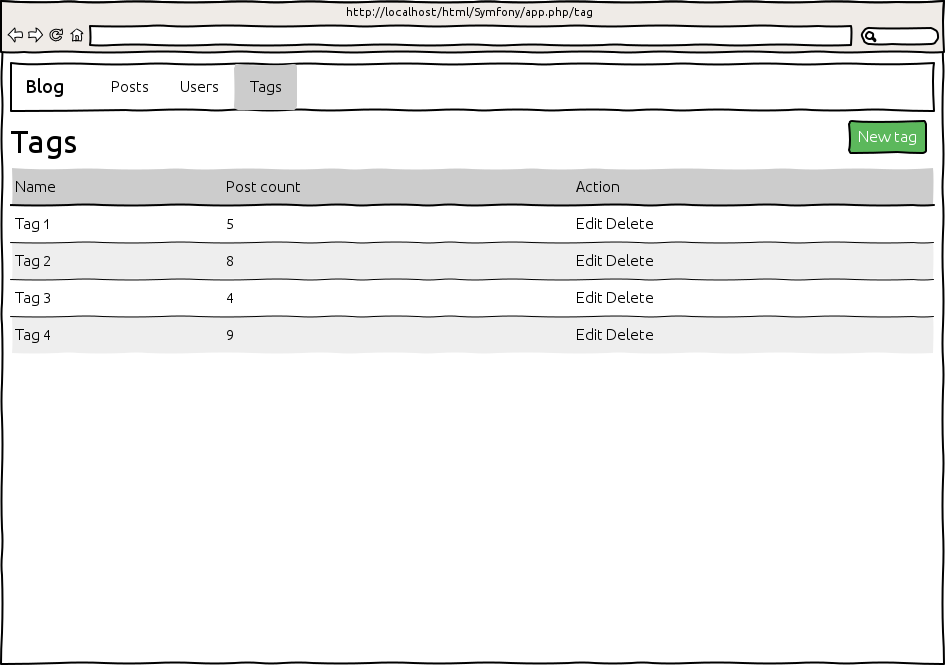 http://localhost/html/Symfony/app.php/tag
Blog Posts Users Tags
Tags New tag
Name Post count Action
Tag 1 5 Edit Delete
Tag 2 8 Edit Delete
Tag 3 4 Edit Delete
Tag 4 9 Edit Delete